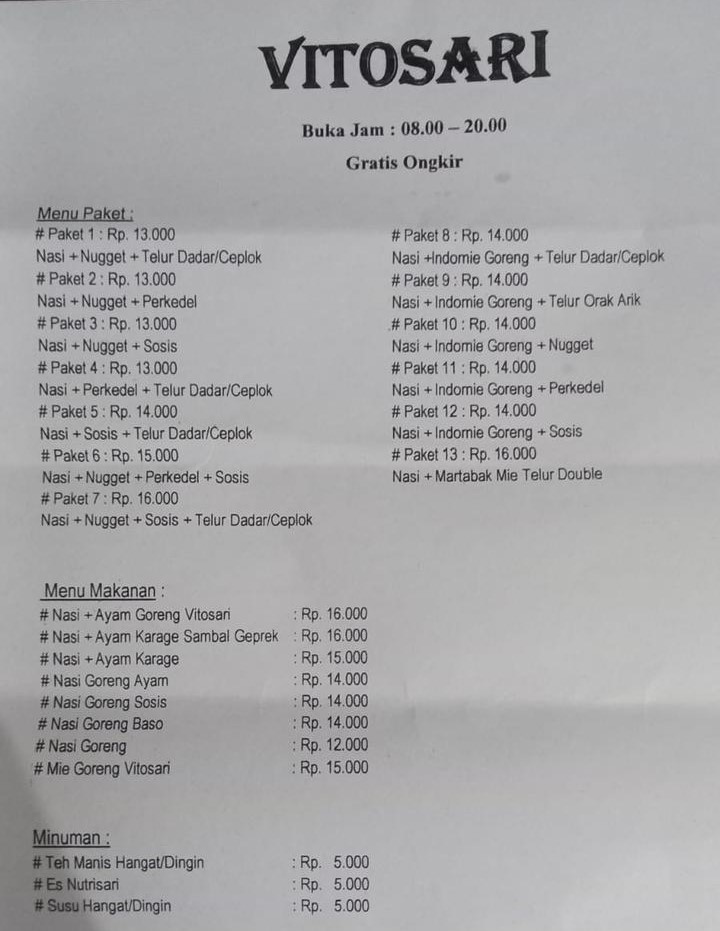 VITOSARI
Buka Jam : 08.00 – 20.00
Gratis Ongkir
Menu Paket :
# Paket 1 : Rp. 13.000
Nasi + Nugget + Telur Dadar/Ceplok
# Paket 2 : Rp. 13.000
Nasi + Nugget + Perkedel
# Paket 3 : Rp. 13.000
Nasi + Nugget + Sosis
# Paket 4 : Rp. 13.000
Nasi + Perkedel + Telur Dadar/Ceplok
# Paket 5 : Rp. 14.000
Nasi + Sosis + Telur Dadar/Ceplok
# Paket 6 : Rp. 15.000
Nasi + Nugget + Perkedel + Sosis
# Paket 7 : Rp. 16.000
Nasi + Nugget + Sosis + Telur Dadar/Ceplok
# Paket 8 : Rp. 14.000
Nasi +Indomie Goreng + Telur Dadar/Ceplok
# Paket 9 : Rp. 14.000
Nasi + Indomie Goreng + Telur Orak Arik
# Paket 10 : Rp. 14.000
Nasi + Indomie Goreng + Nugget
# Paket 11 : Rp. 14.000
Nasi + Indomie Goreng + Perkedel
# Paket 12 : Rp. 14.000
Nasi + Indomie Goreng + Sosis
# Paket 13 : Rp. 16.000
Nasi + Martabak Mie Telur Double
Menu Makanan :
# Nasi + Ayam Goreng Vitosari : Rp. 16.000
# Nasi + Ayam Karage Sambal Geprek : Rp. 16.000
# Nasi + Ayam Karage : Rp. 15.000
# Nasi Goreng Ayam : Rp. 14.000
# Nasi Goreng Sosis : Rp. 14.000
# Nasi Goreng Baso : Rp. 14.000
# Nasi Goreng : Rp. 12.000
# Mie Goreng Vitosari : Rp. 15.000
Minuman :
# Teh Manis Hangat/Dingin : Rp. 5.000
# Es Nutrisari : Rp. 5.000
# Susu Hangat/Dingin : Rp. 5.000